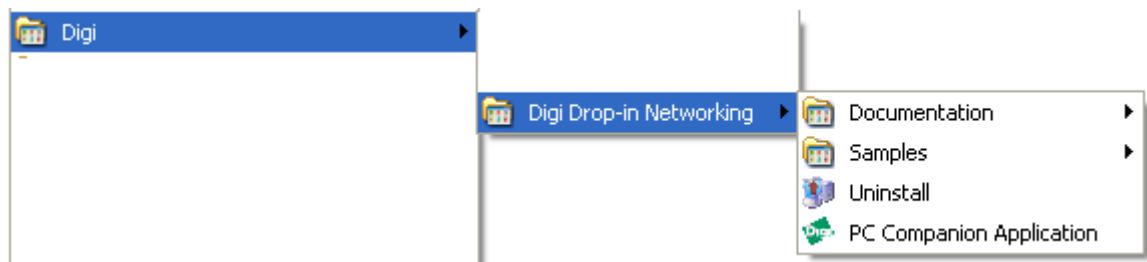 Digi
Digi Drop-in Networking
Documentation
Samples
Uninstall
PC Companion Application